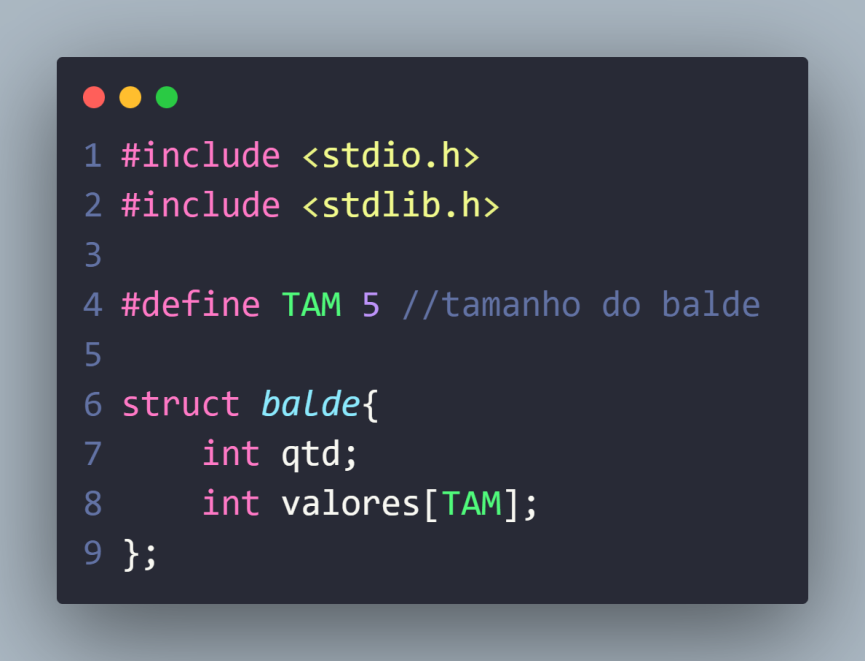 1 #include <stdio.h>
2 #include <stdlib.h>
3
4 #define TAM 5 //tamanho do balde
5
6 struct balde{
7     int qtd;
8     int valores[TAM];
9 };